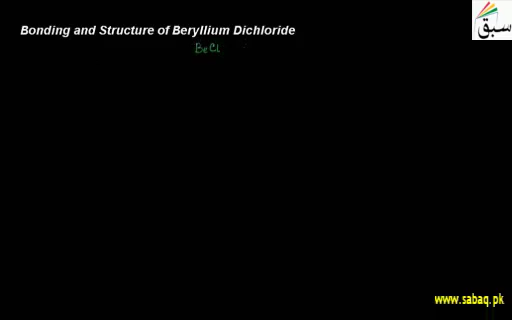 Bonding and Structure of Beryllium Dichloride
BeCl
سبق
www.sabaq.pk